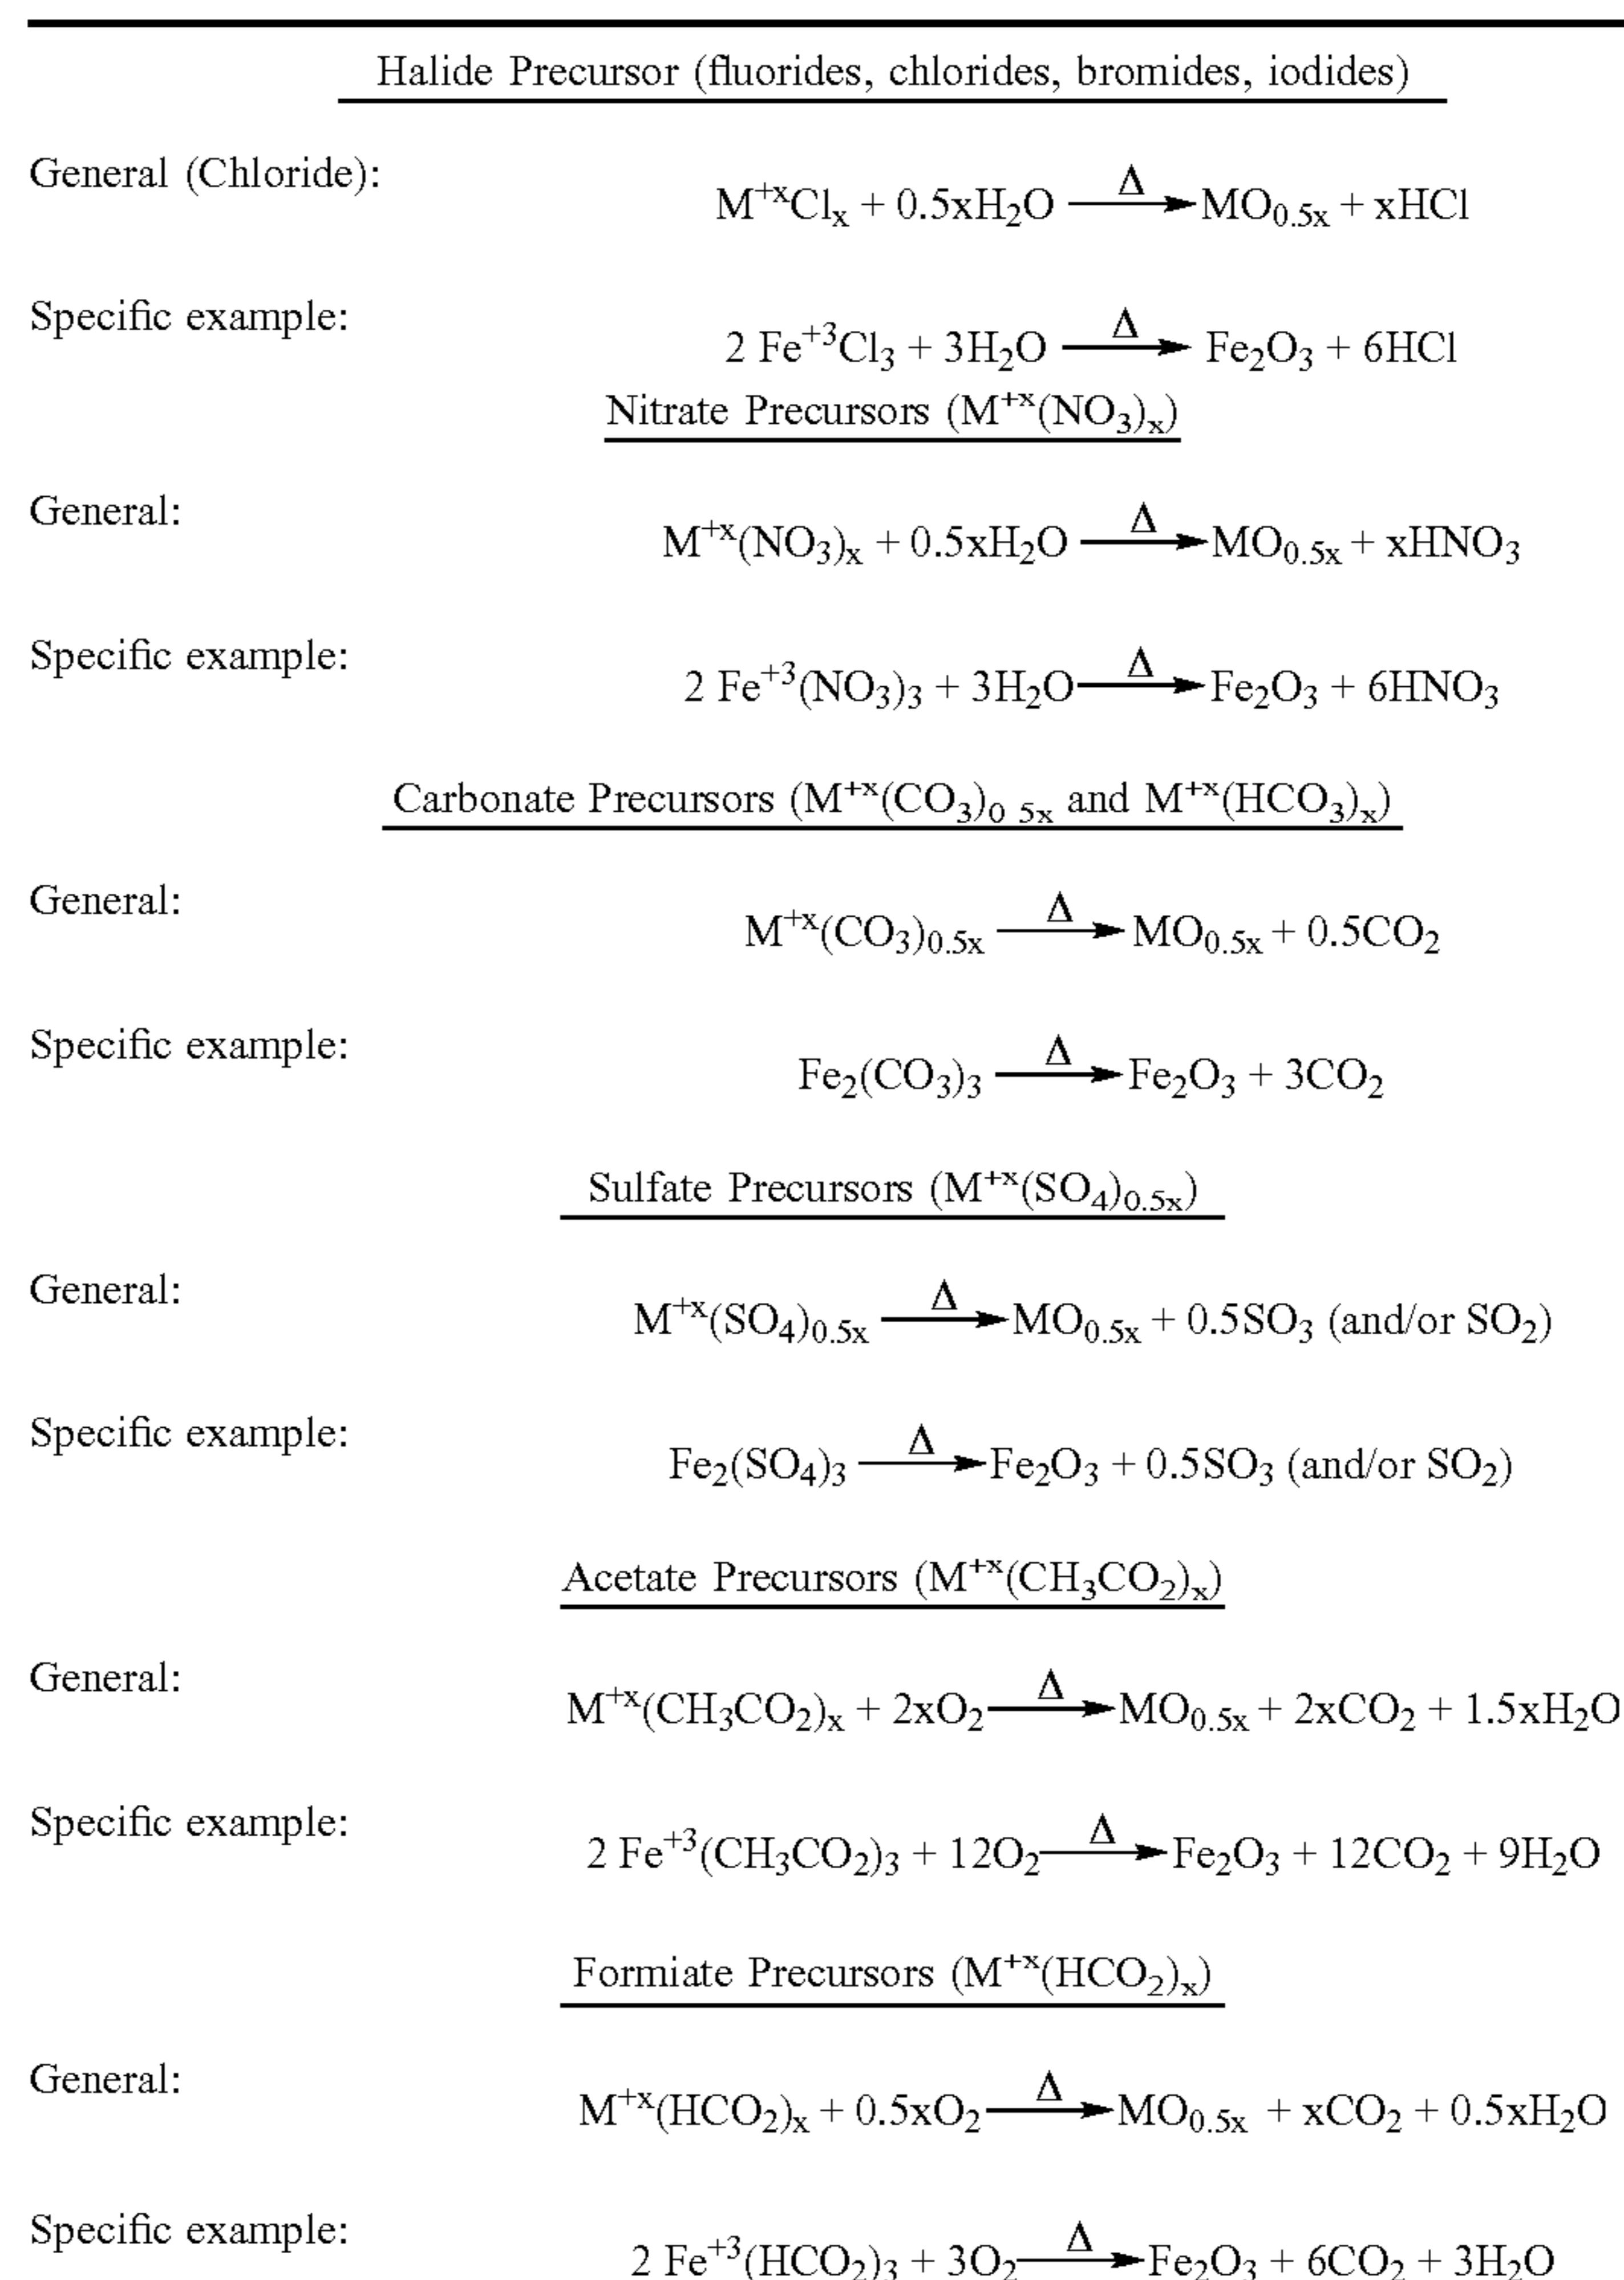 Halide Precursor (fluorides, chlorides, bromides, iodides)
General (Chloride):
M⁺ˣClₓ + 0.5xH₂O —Δ→ MO₀.₅ₓ + xHCl
Specific example:
2 Fe⁺³Cl₃ + 3H₂O —Δ→ Fe₂O₃ + 6HCl
Nitrate Precursors (M⁺ˣ(NO₃)ₓ)
General:
M⁺ˣ(NO₃)ₓ + 0.5xH₂O —Δ→ MO₀.₅ₓ + xHNO₃
Specific example:
2 Fe⁺³(NO₃)₃ + 3H₂O —Δ→ Fe₂O₃ + 6HNO₃
Carbonate Precursors (M⁺ˣ(CO₃)₀ ₅ₓ and M⁺ˣ(HCO₃)ₓ)
General:
M⁺ˣ(CO₃)₀.₅ₓ —Δ→ MO₀.₅ₓ + 0.5CO₂
Specific example:
Fe₂(CO₃)₃ —Δ→ Fe₂O₃ + 3CO₂
Sulfate Precursors (M⁺ˣ(SO₄)₀.₅ₓ)
General:
M⁺ˣ(SO₄)₀.₅ₓ —Δ→ MO₀.₅ₓ + 0.5SO₃ (and/or SO₂)
Specific example:
Fe₂(SO₄)₃ —Δ→ Fe₂O₃ + 0.5SO₃ (and/or SO₂)
Acetate Precursors (M⁺ˣ(CH₃CO₂)ₓ)
General:
M⁺ˣ(CH₃CO₂)ₓ + 2xO₂ —Δ→ MO₀.₅ₓ + 2xCO₂ + 1.5xH₂O
Specific example:
2 Fe⁺³(CH₃CO₂)₃ + 12O₂ —Δ→ Fe₂O₃ + 12CO₂ + 9H₂O
Formiate Precursors (M⁺ˣ(HCO₂)ₓ)
General:
M⁺ˣ(HCO₂)ₓ + 0.5xO₂ —Δ→ MO₀.₅ₓ + xCO₂ + 0.5xH₂O
Specific example:
2 Fe⁺³(HCO₂)₃ + 3O₂ —Δ→ Fe₂O₃ + 6CO₂ + 3H₂O